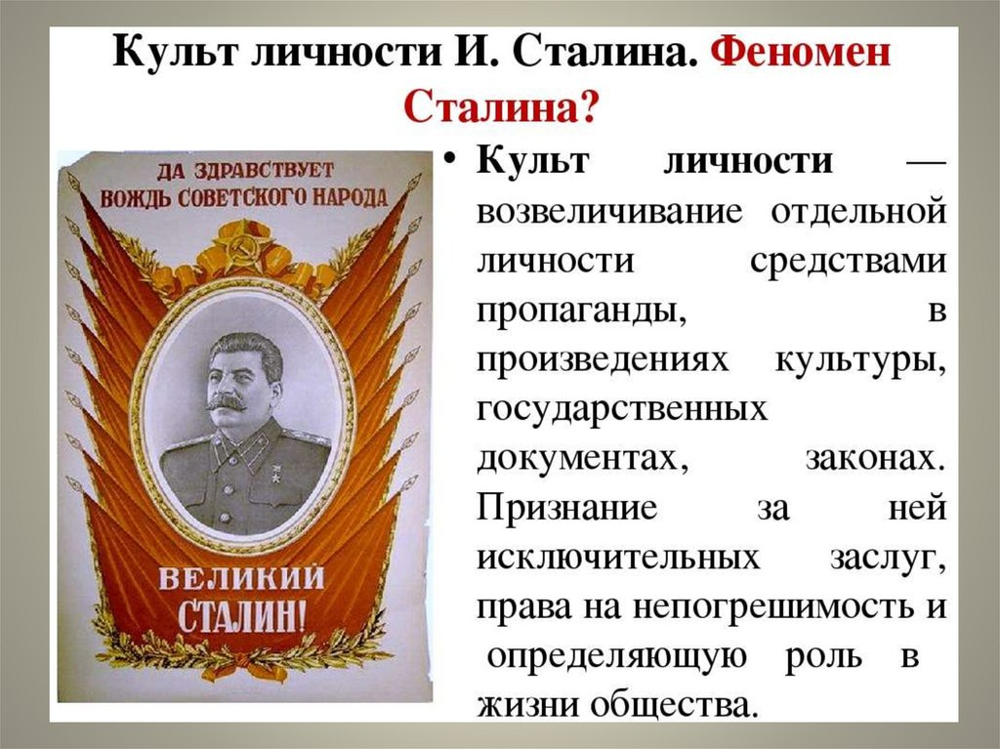 Культ личности И. Сталина. Феномен
Сталина?
ДА ЗДРАВСТВУЕТ
ВОЖДЬ СОВЕТСКОГО НАРОДА
ВЕЛИКИЙ
СТАЛИН!
• Культ личности —
возвеличивание отдельной
личности средствами
пропаганды, в
произведениях культуры,
государственных
документах, законах.
Признание за ней
исключительных заслуг,
права на непогрешимость и
определяющую роль в
жизни общества.